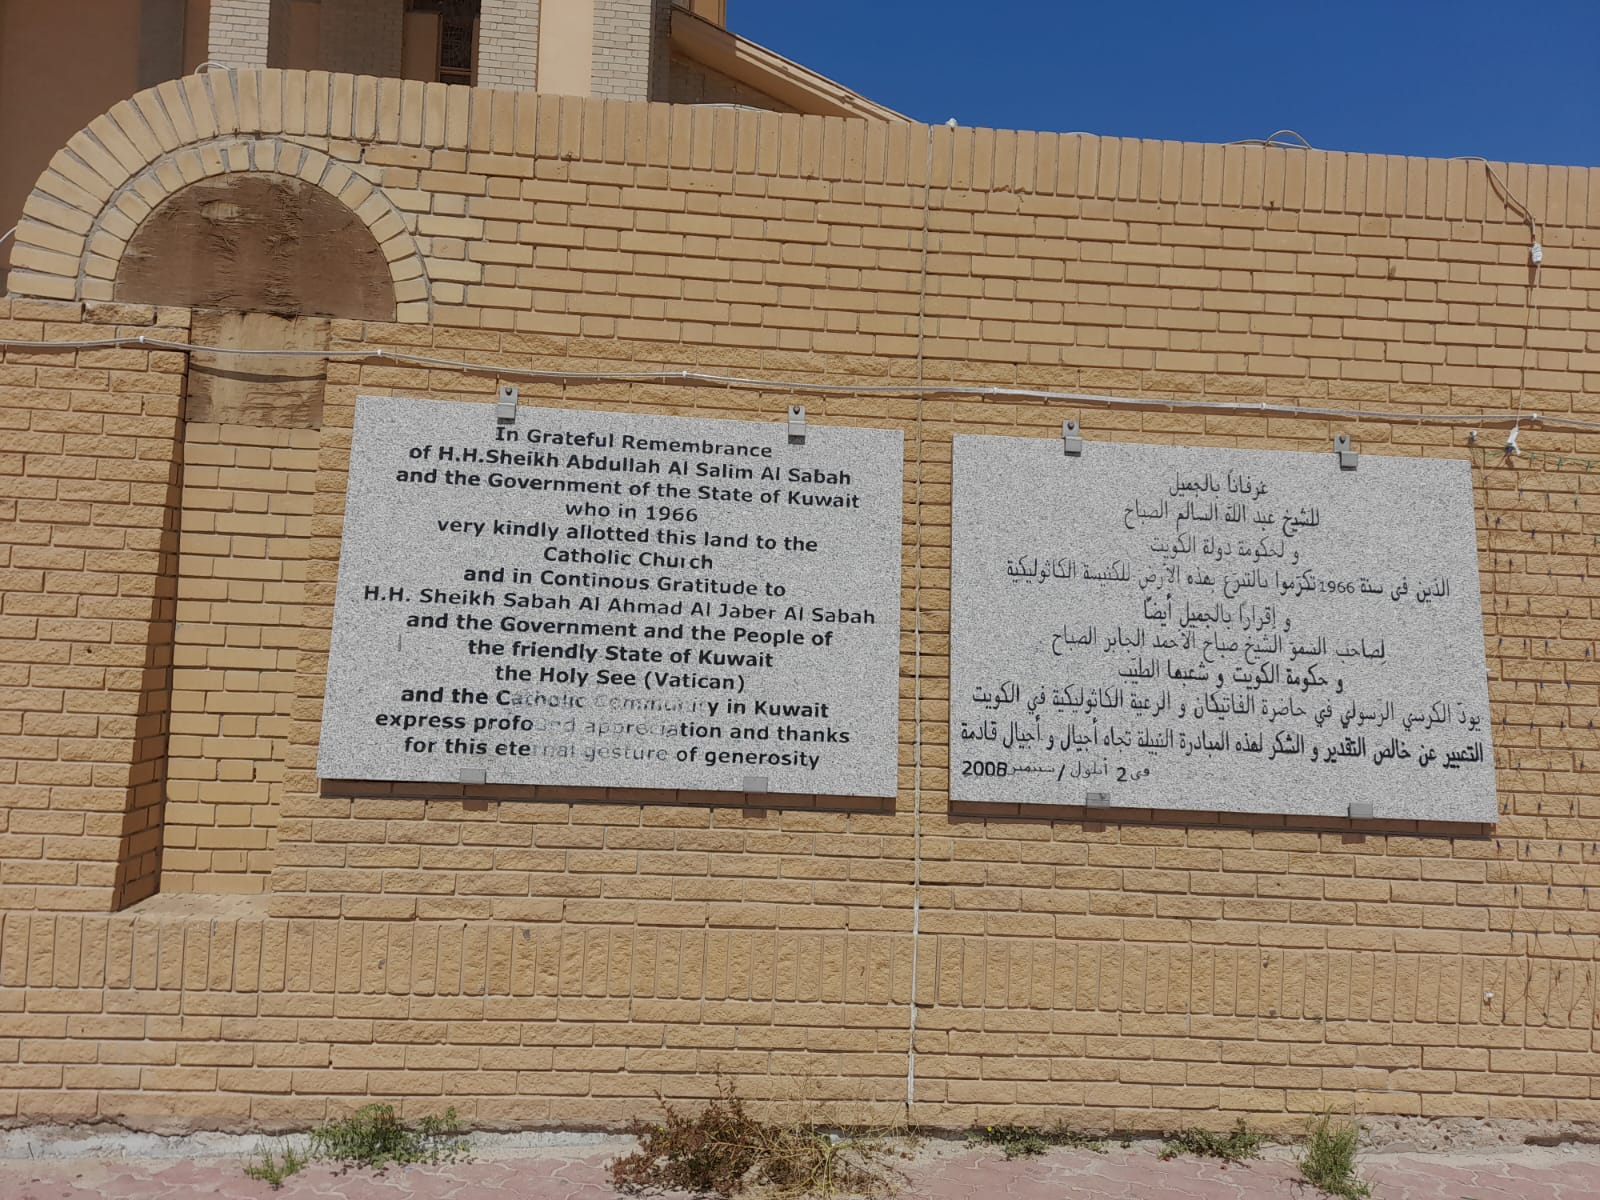 In Grateful Remembrance
of H.H.Sheikh Abdullah Al Salim Al Sabah
and the Government of the State of Kuwait
who in 1966
very kindly allotted this land to the
Catholic Church
and in Continous Gratitude to
H.H. Sheikh Sabah Al Ahmad Al Jaber Al Sabah
and the Government and the People of
the friendly State of Kuwait
the Holy See (Vatican)
and the Catholic Community in Kuwait
express profound appreciation and thanks
for this eternal gesture of generosity
عرفاناً بالجميل
للشيخ عبد الله السالم الصباح
و لحكومة دولة الكويت
الذين في سنة 1966 تكرّموا بالتبرّع بهذه الأرض للكنيسة الكاثوليكية
و إقراراً بالجميل أيضاً
لصاحب السموّ الشيخ صباح الأحمد الجابر الصباح
و حكومة الكويت و شعبها الطيّب
يودّ الكرسي الرسولي في حاضرة الفاتيكان و الرعية الكاثوليكية في الكويت
التعبير عن خالص التقدير و الشكر لهذه المبادرة النبيلة تجاه أجيال و أجيال قادمة
في 2 أيلول / سبتمبر 2008